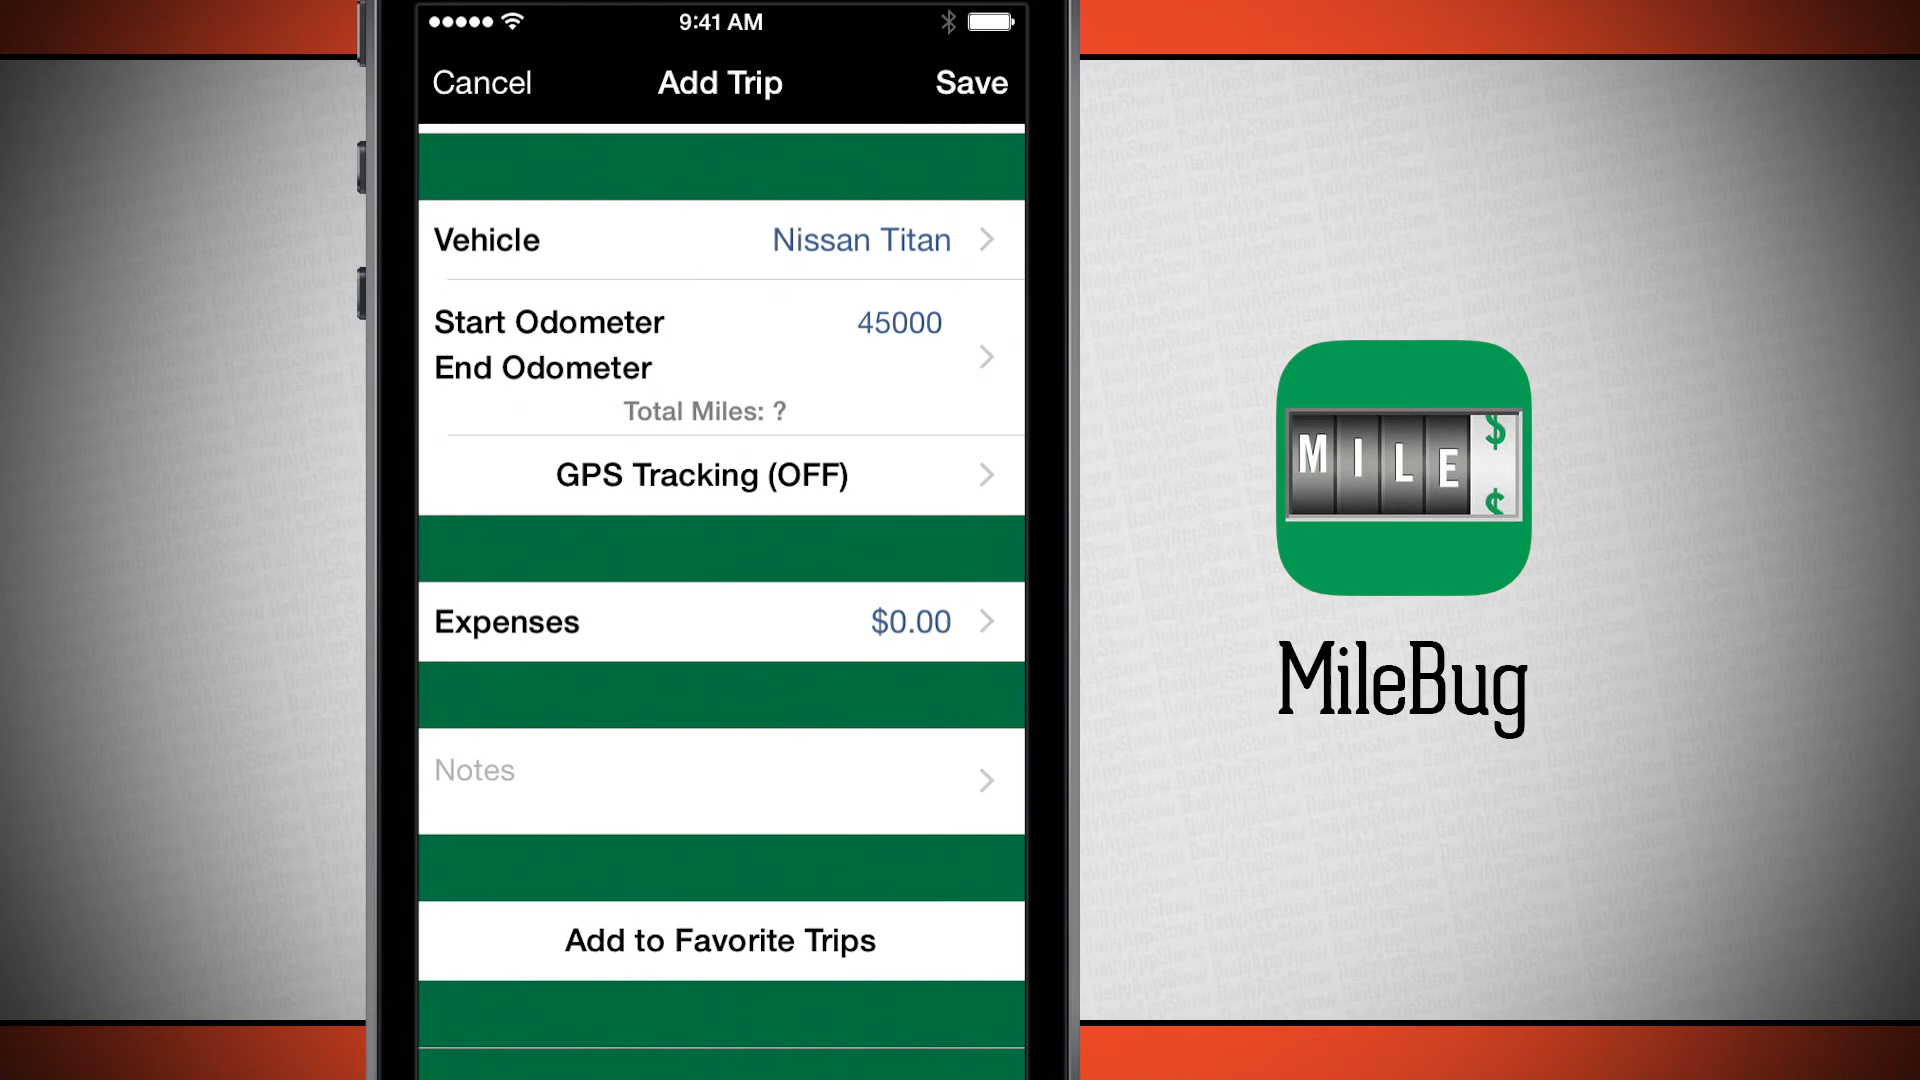 9:41 AM
Cancel Add Trip Save
Vehicle Nissan Titan
Start Odometer 45000
End Odometer
Total Miles: ?
GPS Tracking (OFF)
Expenses $0.00
Notes
Add to Favorite Trips
MILE $
MileBug
DailyAppShow